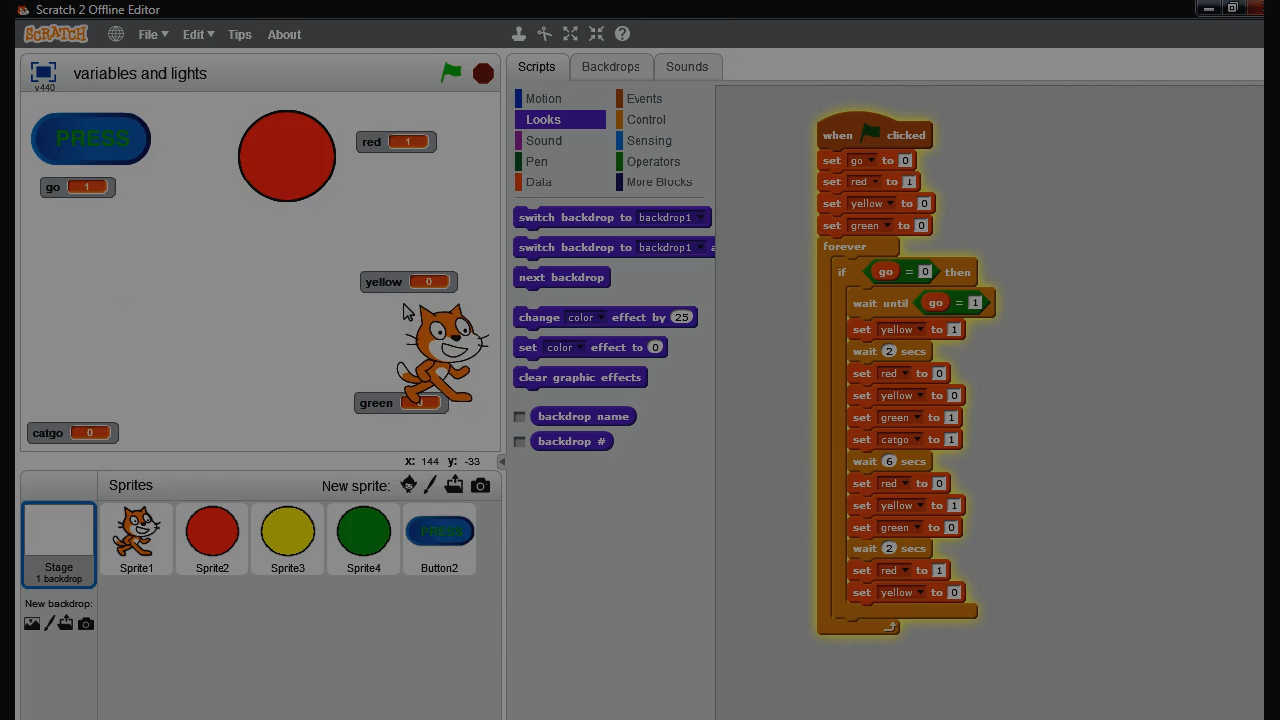 Scratch 2 Offline Editor
SCRATCH File Edit Tips About
v440
variables and lights
PRESS
go 1
red 1
yellow 0
green
catgo 0
x: 144 y: -33
Sprites New sprite:
Stage
1 backdrop
New backdrop:
Sprite1
Sprite2
Sprite3
Sprite4
PRESS
Button2
Scripts Backdrops Sounds
Motion Events
Looks Control
Sound Sensing
Pen Operators
Data More Blocks
switch backdrop to backdrop1
switch backdrop to backdrop1
next backdrop
change color effect by 25
set color effect to 0
clear graphic effects
backdrop name
backdrop #
when clicked
set go to 0
set red to 1
set yellow to 0
set green to 0
forever
if go = 0 then
wait until go = 1
set yellow to 1
wait 2 secs
set red to 0
set yellow to 0
set green to 1
set catgo to 1
wait 6 secs
set red to 0
set yellow to 1
set green to 0
wait 2 secs
set red to 1
set yellow to 0